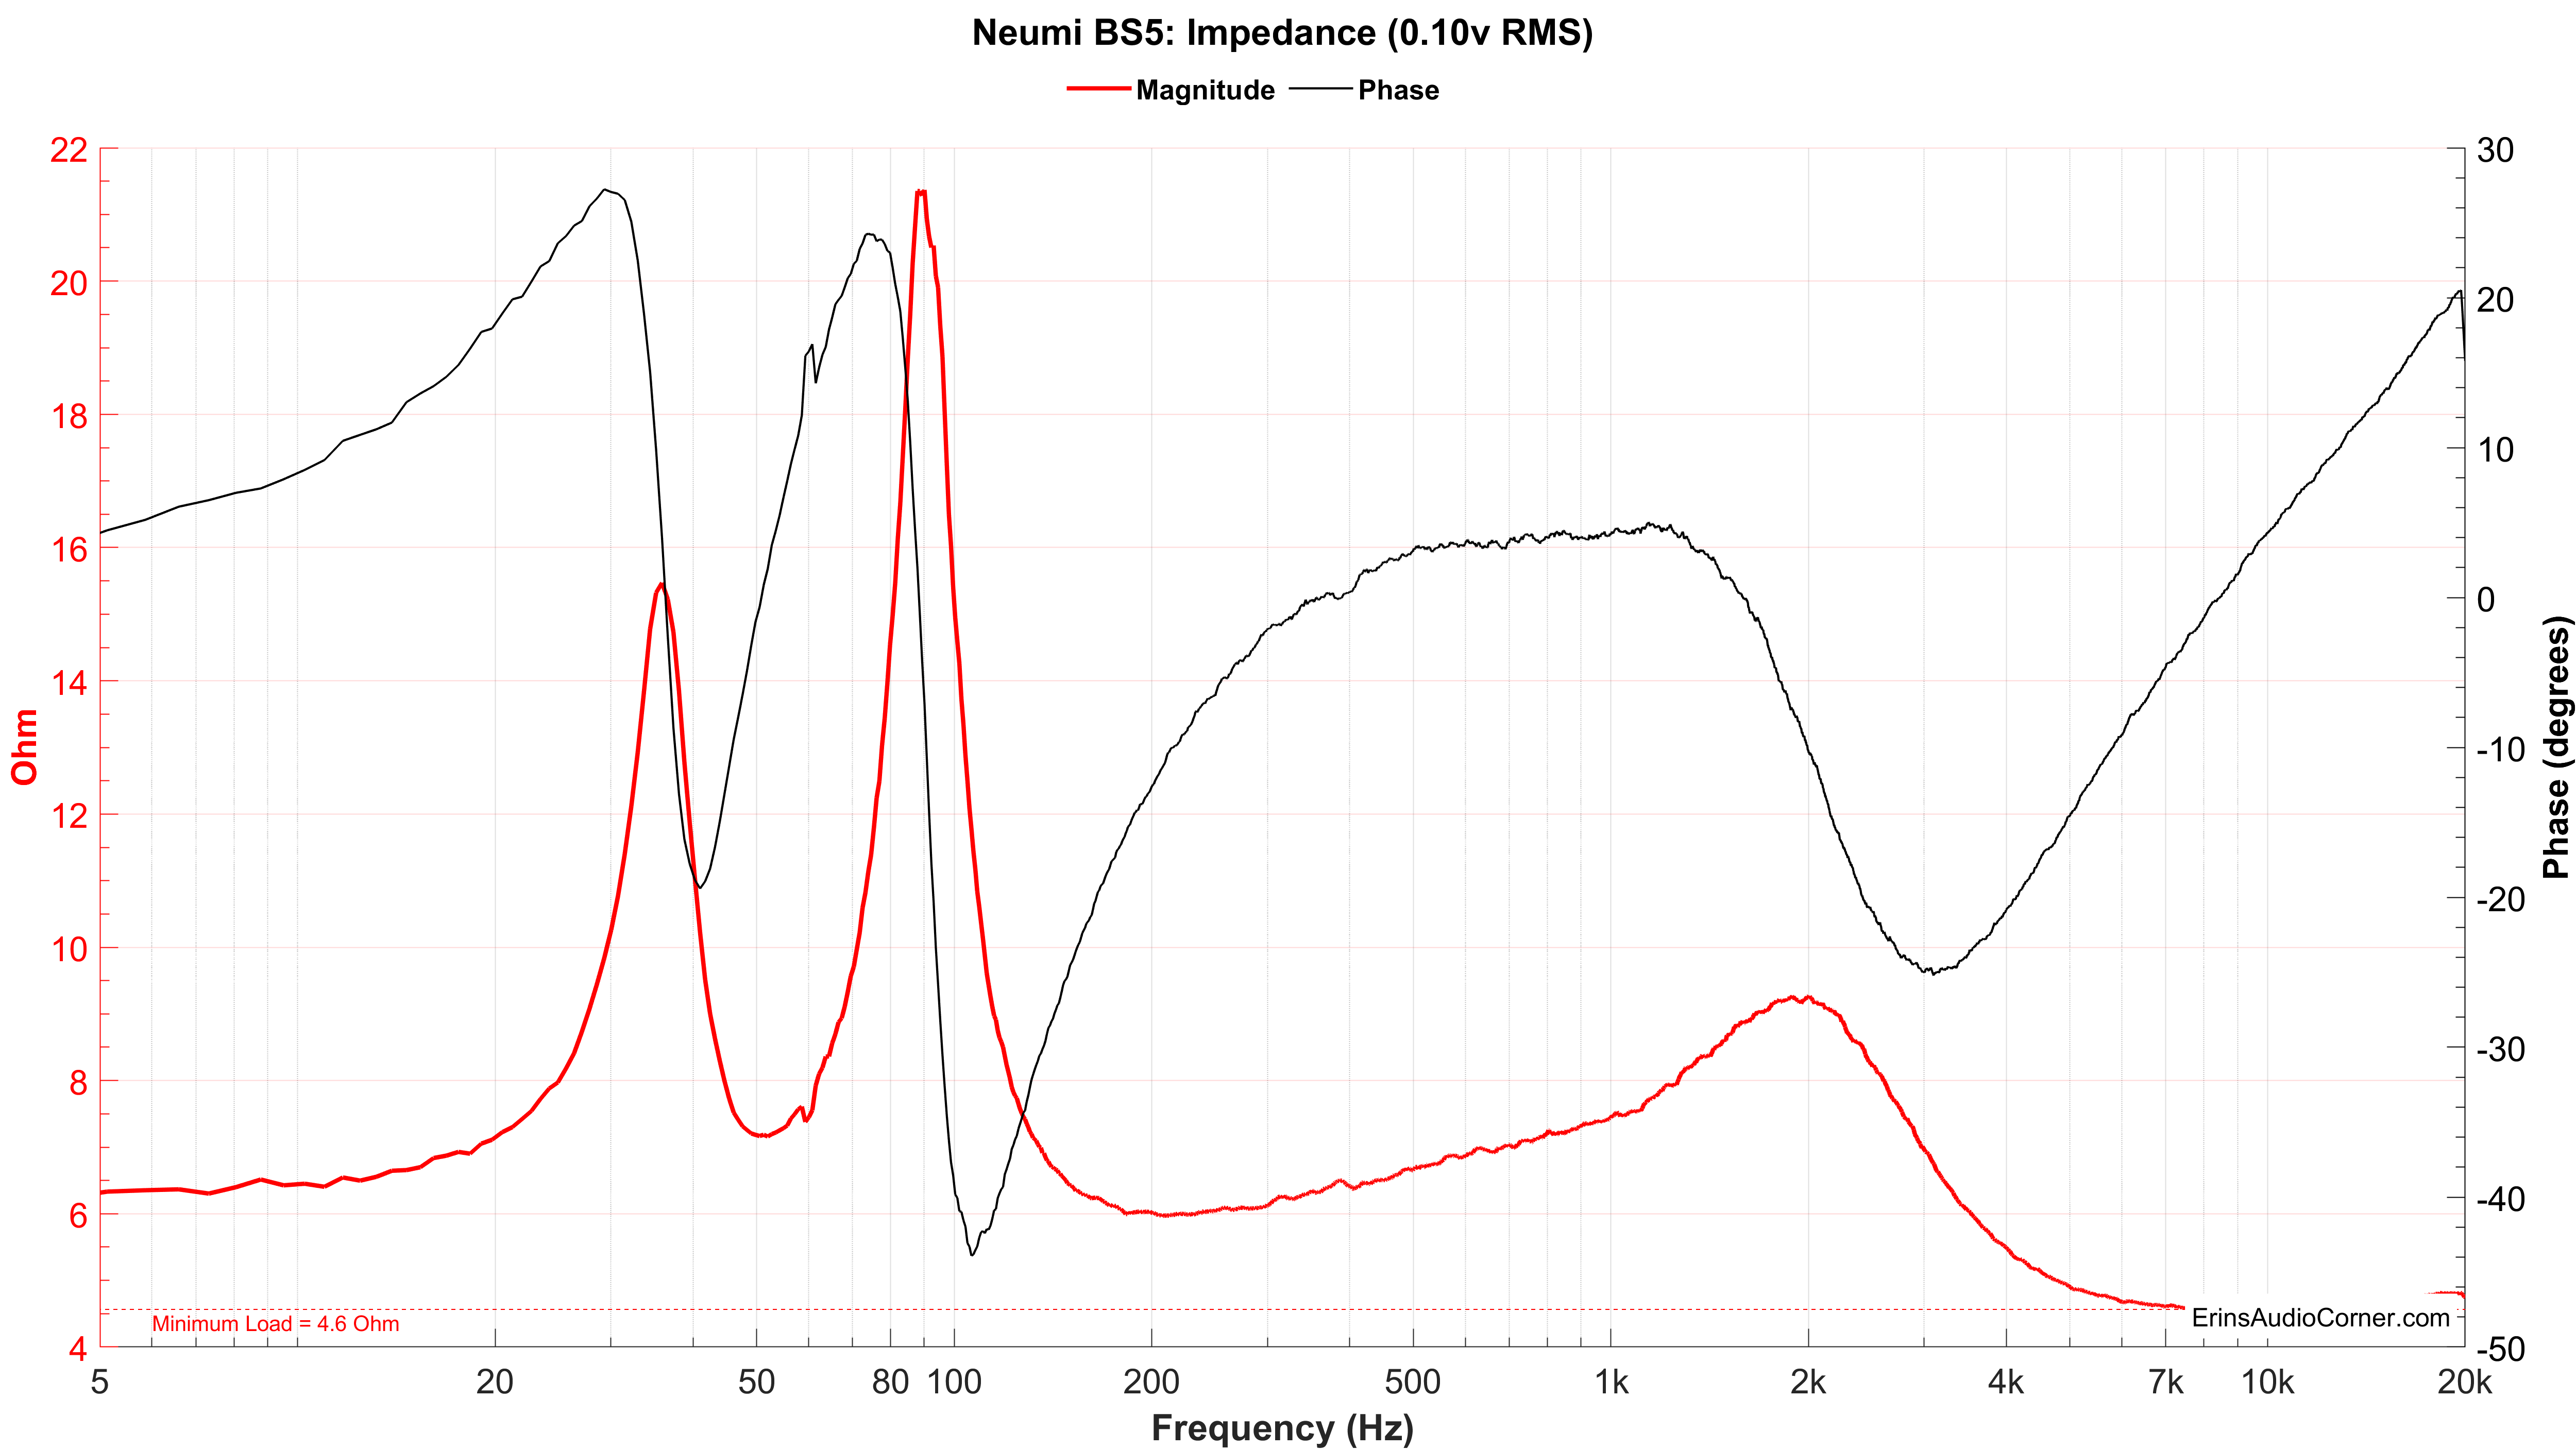 Neumi BS5: Impedance (0.10v RMS)
Magnitude Phase
22
20
18
16
14
12
10
8
6
4
Ohm
30
20
10
0
-10
-20
-30
-40
-50
Phase (degrees)
Minimum Load = 4.6 Ohm
ErinsAudioCorner.com
5 20 50 80 100 200 500 1k 2k 4k 7k 10k 20k
Frequency (Hz)